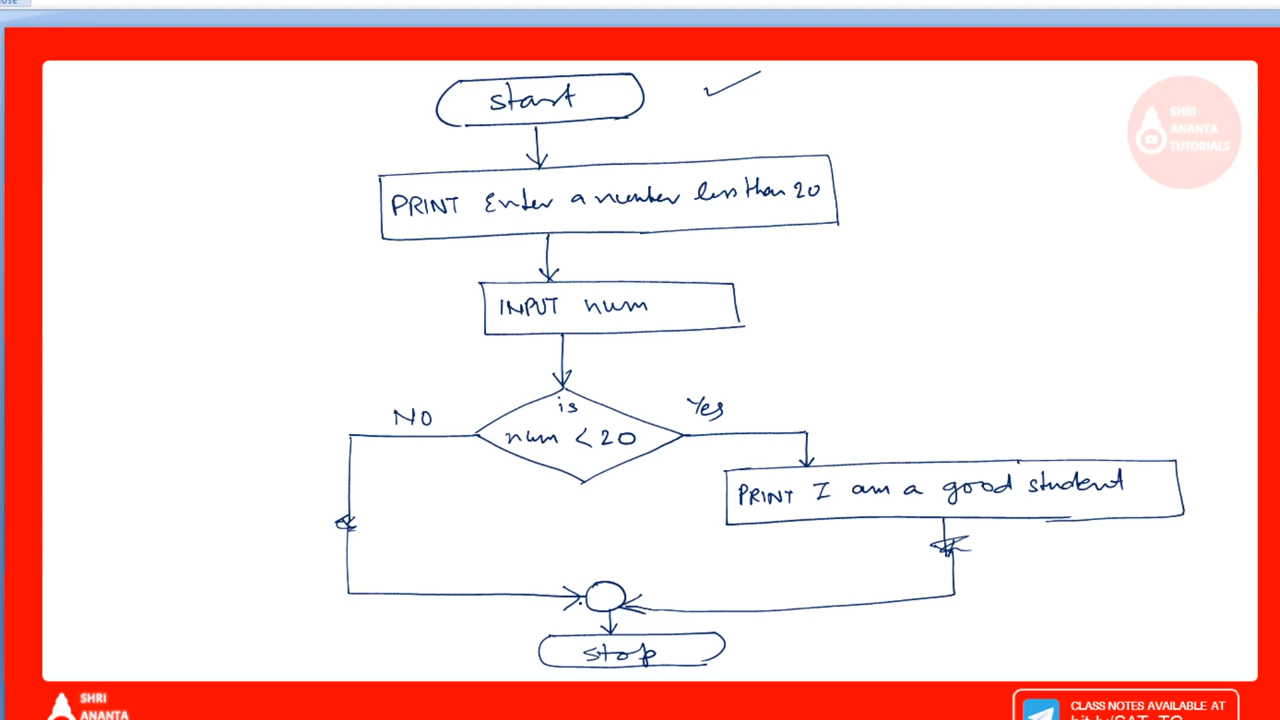 ose
start
SHRI
ANANTA
TUTORIALS
PRINT Enter a number less than 20
INPUT num
is
num < 20
NO
Yes
PRINT I am a good student
stop
SHRI
ANANTA
CLASS NOTES AVAILABLE AT